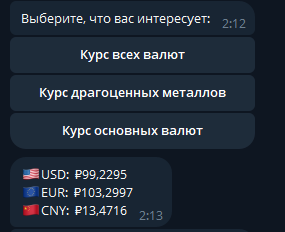 Выберите, что вас интересует:
2:12
Курс всех валют
Курс драгоценных металлов
Курс основных валют
🇺🇸USD: ₽99,2295
🇪🇺EUR: ₽103,2997
🇨🇳CNY: ₽13,4716
2:13